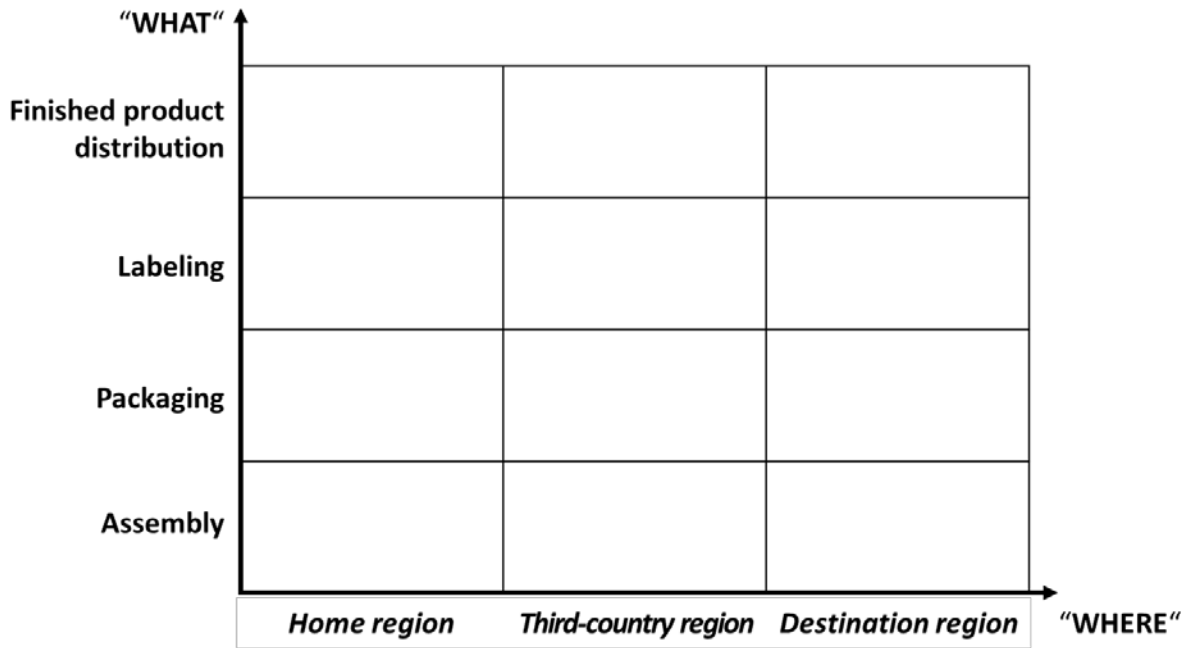 “WHAT“
Finished product
distribution
Labeling
Packaging
Assembly
Home region
Third-country region
Destination region
“WHERE“